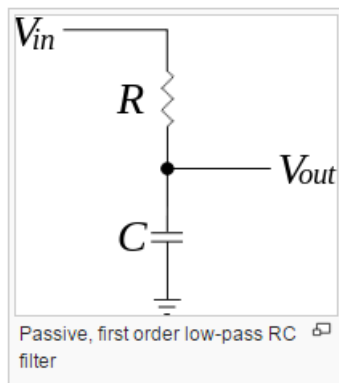 Vin
R
Vout
C
Passive, first order low-pass RC
filter